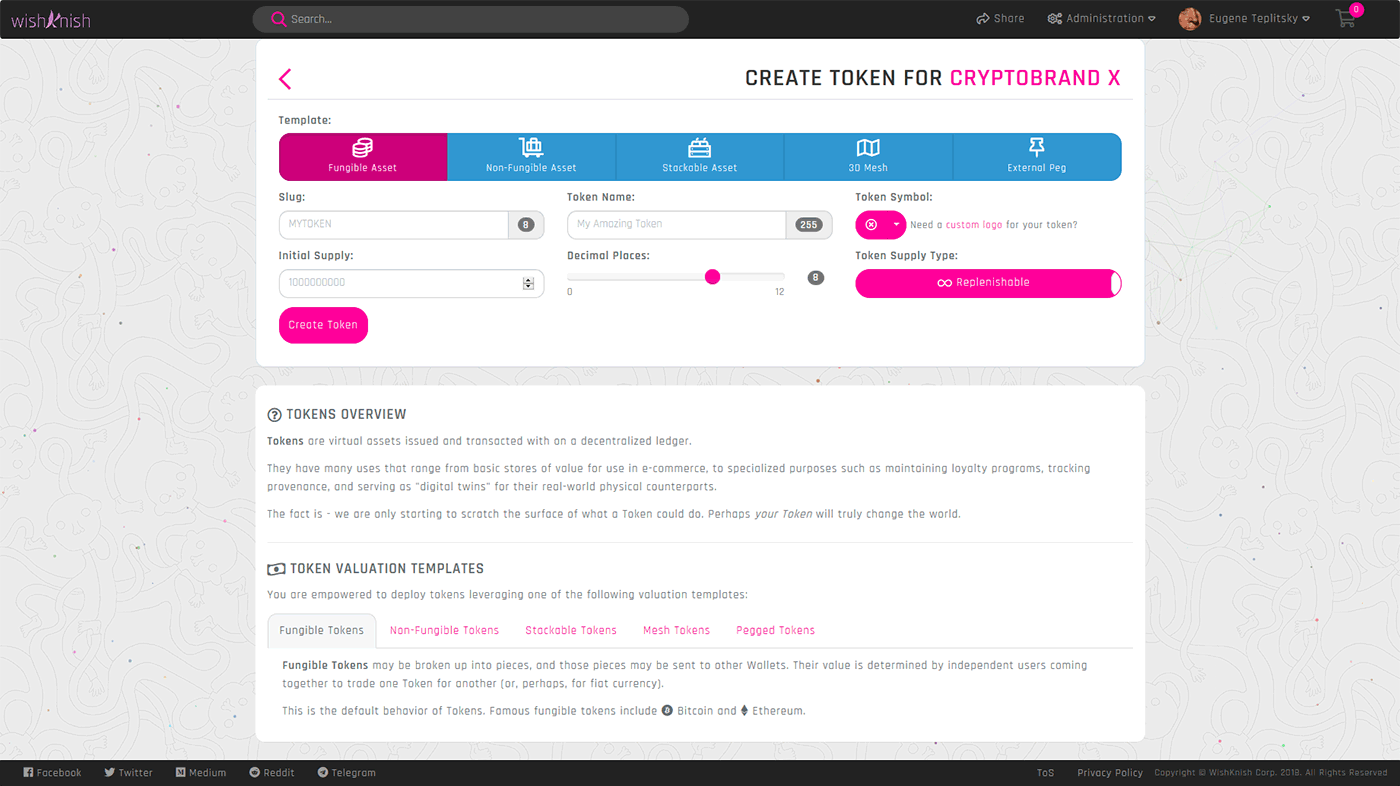 wishKnish
Search...
Share
Administration
Eugene Teplitsky
0
CREATE TOKEN FOR CRYPTOBRAND X
Template:
Fungible Asset
Non-Fungible Asset
Stackable Asset
3D Mesh
External Peg
Slug:
Token Name:
Token Symbol:
MYTOKEN
8
My Amazing Token
255
Need a custom logo for your token?
Initial Supply:
Decimal Places:
Token Supply Type:
1000000000
8
Replenishable
0
12
Create Token
TOKENS OVERVIEW
Tokens are virtual assets issued and transacted with on a decentralized ledger.
They have many uses that range from basic stores of value for use in e-commerce, to specialized purposes such as maintaining loyalty programs, tracking
provenance, and serving as "digital twins" for their real-world physical counterparts.
The fact is - we are only starting to scratch the surface of what a Token could do. Perhaps your Token will truly change the world.
TOKEN VALUATION TEMPLATES
You are empowered to deploy tokens leveraging one of the following valuation templates:
Fungible Tokens
Non-Fungible Tokens
Stackable Tokens
Mesh Tokens
Pegged Tokens
Fungible Tokens may be broken up into pieces, and those pieces may be sent to other Wallets. Their value is determined by independent users coming
together to trade one Token for another (or, perhaps, for fiat currency).
This is the default behavior of Tokens. Famous fungible tokens include Bitcoin and Ethereum.
Facebook
Twitter
Medium
Reddit
Telegram
ToS
Privacy Policy
Copyright © WishKnish Corp. 2018. All Rights Reserved